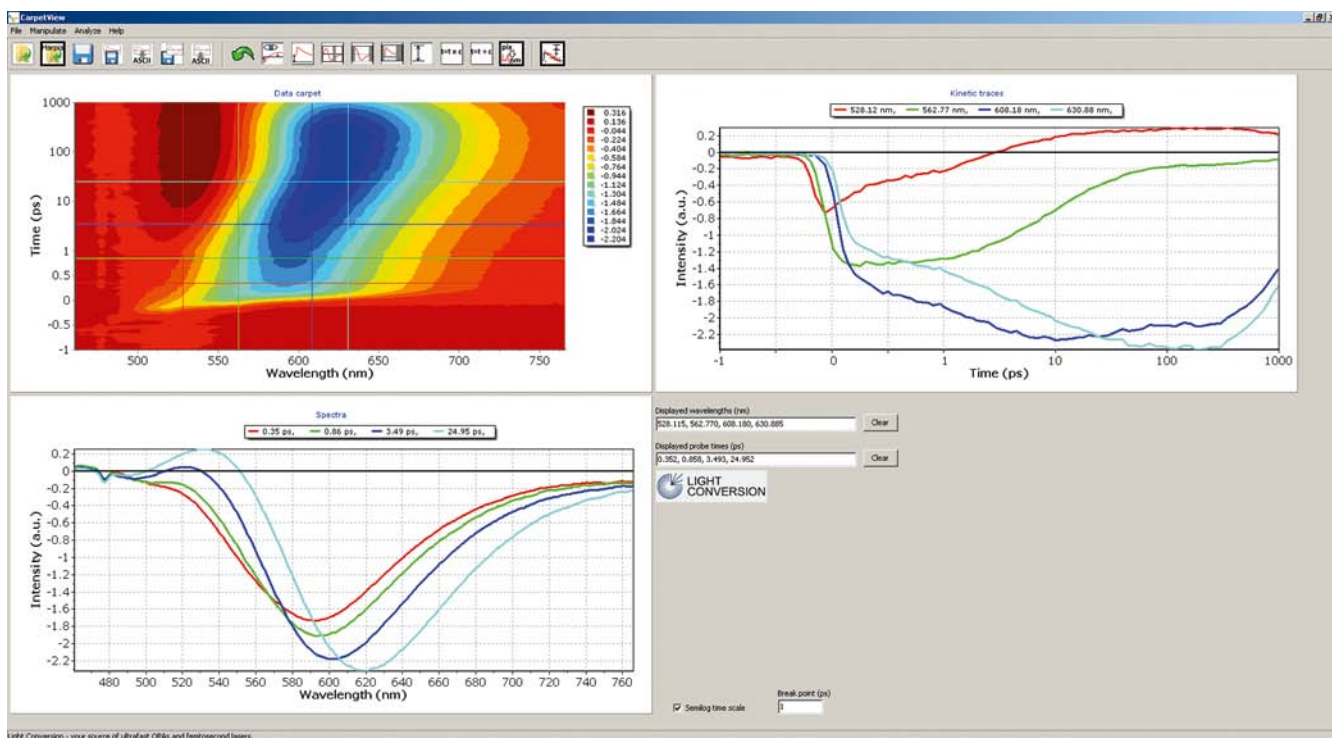 CarpetView
File Manipulate Analyze Help
Harpia
ASCII
ASCII
t=t x c
t=t + c
pix
nm
Data carpet
1000
100
10
1
0.5
0
-0.5
-1
Time (ps)
500 550 600 650 700 750
Wavelength (nm)
0.316
0.136
-0.044
-0.224
-0.404
-0.584
-0.764
-0.944
-1.124
-1.304
-1.484
-1.664
-1.844
-2.024
-2.204
Kinetic traces
528.12 nm, 562.77 nm, 608.18 nm, 630.88 nm,
0.2
0
-0.2
-0.4
-0.6
-0.8
-1
-1.2
-1.4
-1.6
-1.8
-2
-2.2
Intensity (a.u.)
-1 0 1 10 100 1000
Time (ps)
Spectra
0.35 ps, 0.86 ps, 3.49 ps, 24.95 ps,
0.2
0
-0.2
-0.4
-0.6
-0.8
-1
-1.2
-1.4
-1.6
-1.8
-2
-2.2
Intensity (a.u.)
480 500 520 540 560 580 600 620 640 660 680 700 720 740 760
Wavelength (nm)
Displayed wavelengths (nm)
528.115, 562.770, 608.180, 630.885 Clear
Displayed probe times (ps)
0.352, 0.858, 3.493, 24.952 Clear
LIGHT
CONVERSION
Break point (ps)
Semilog time scale 1
Light Conversion - your source of ultrafast OPAs and femtosecond lasers